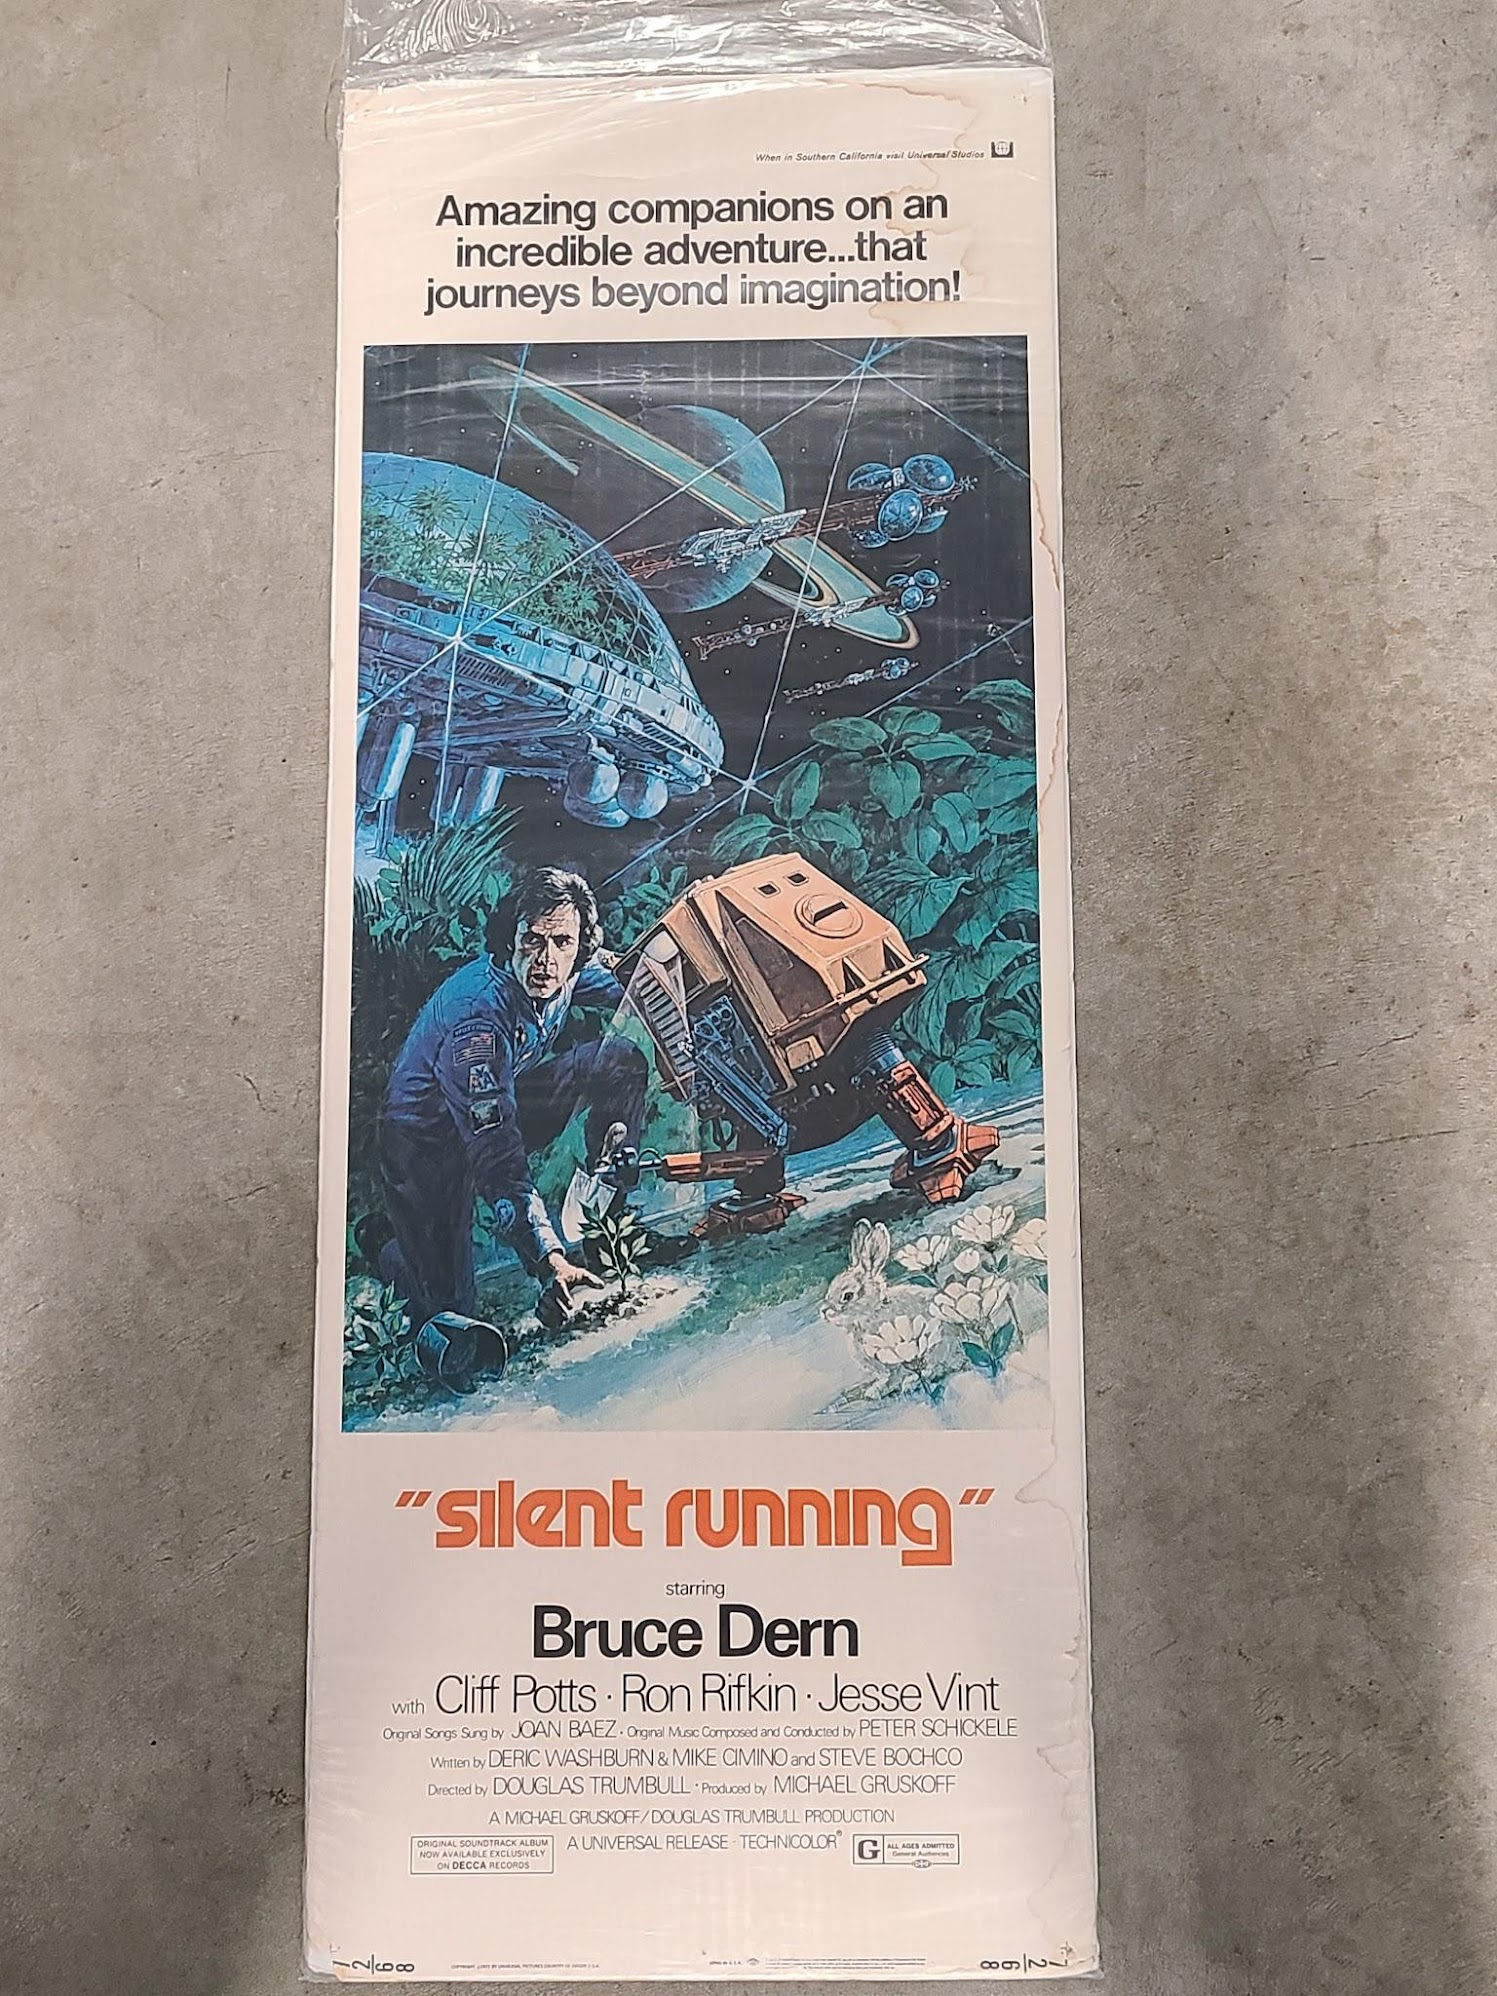 When in Southern California visit Universal Studios
Amazing companions on an
incredible adventure...that
journeys beyond imagination!
"silent running"
starring
Bruce Dern
with Cliff Potts · Ron Rifkin · Jesse Vint
Original Songs Sung by JOAN BAEZ · Original Music Composed and Conducted by PETER SCHICKELE
Written by DERIC WASHBURN & MIKE CIMINO and STEVE BOCHCO
Directed by DOUGLAS TRUMBULL · Produced by MICHAEL GRUSKOFF
A MICHAEL GRUSKOFF/DOUGLAS TRUMBULL PRODUCTION
A UNIVERSAL RELEASE · TECHNICOLOR®
ORIGINAL SOUNDTRACK ALBUM
NOW AVAILABLE EXCLUSIVELY
ON DECCA RECORDS
G ALL AGES ADMITTED
General Audiences
72/68
72/68